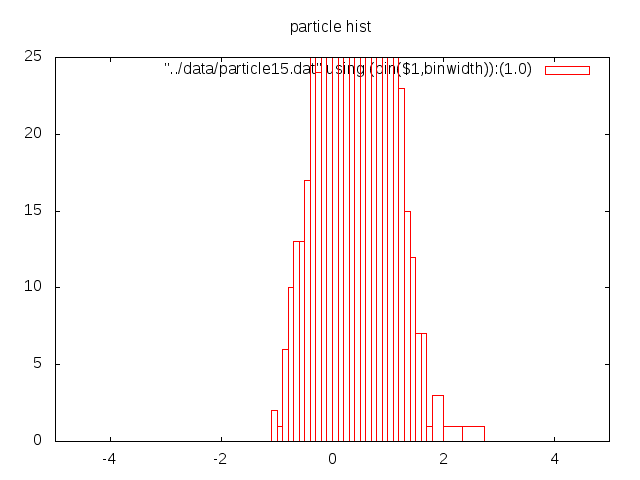 particle hist
25
"../data/particle15.dat" using (bin($1,binwidth)):(1.0)
20
15
10
5
0
-4 -2 0 2 4